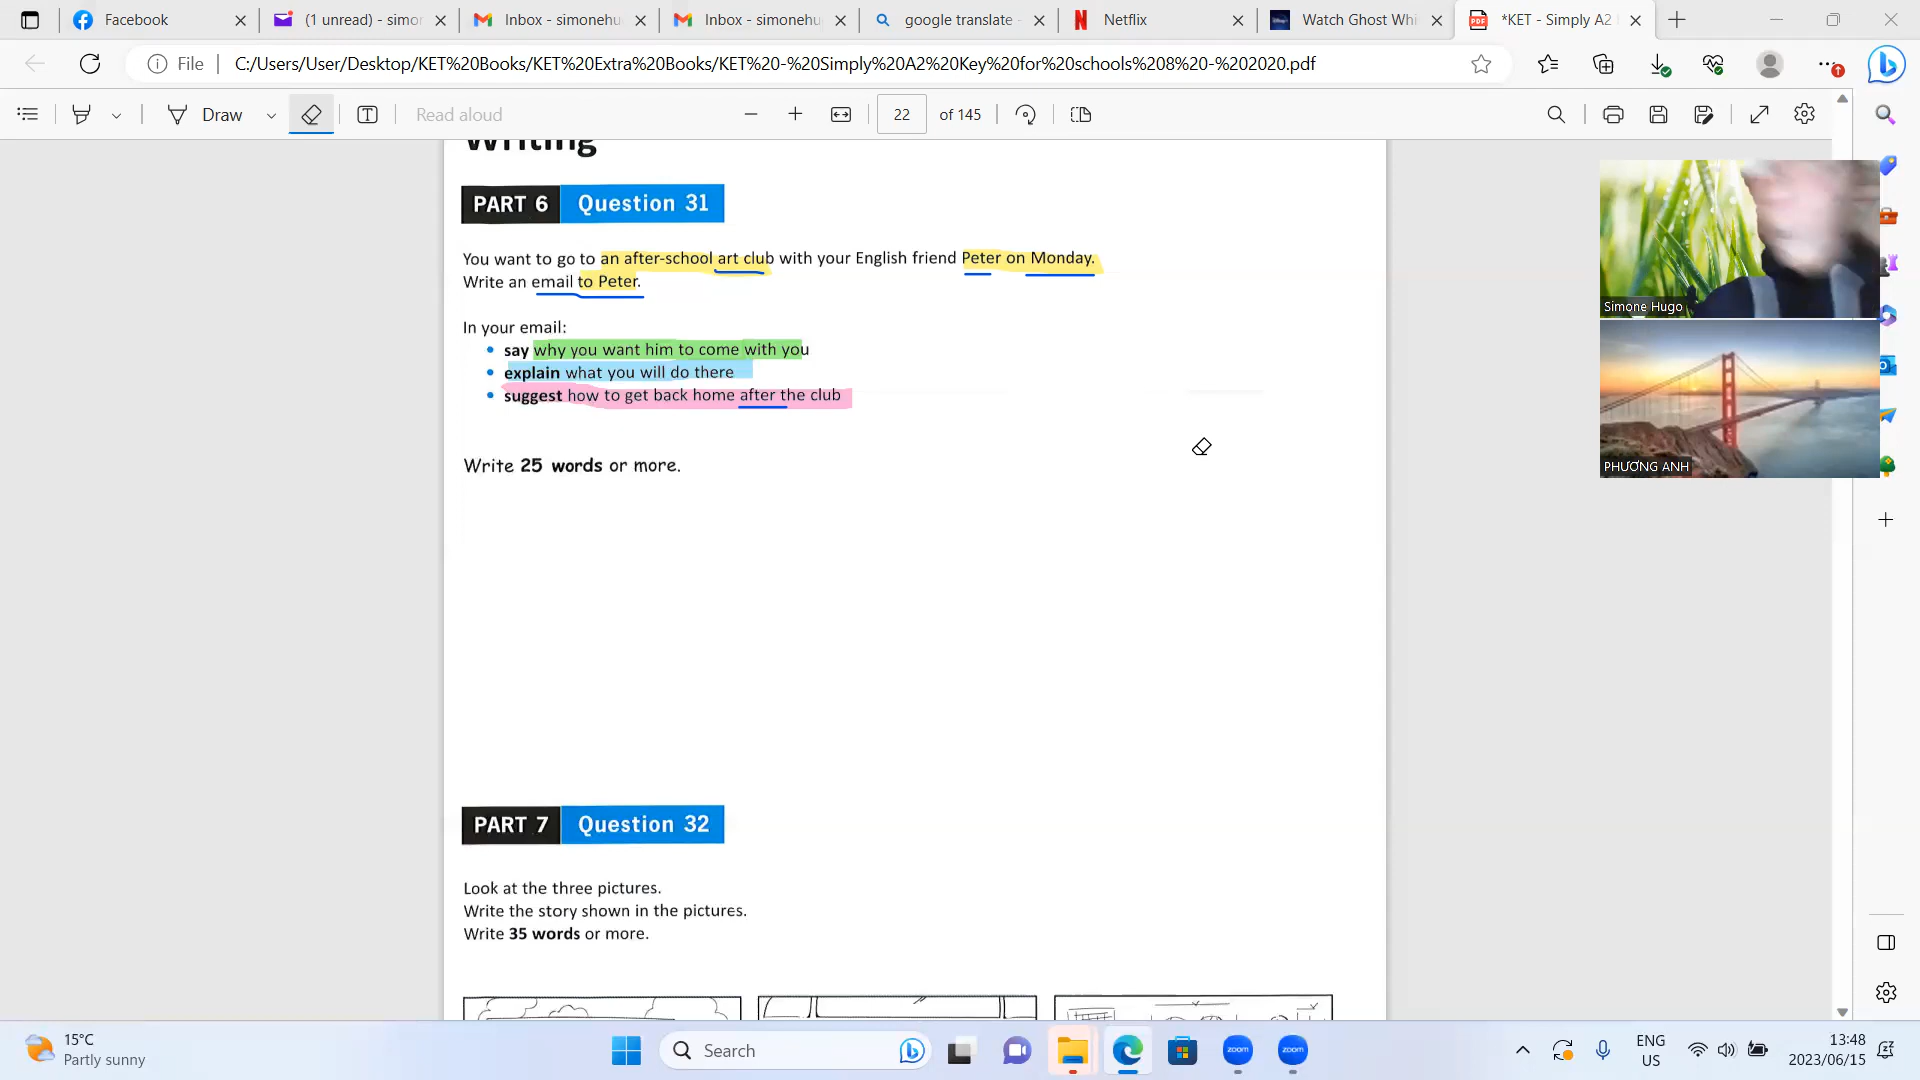 Facebook
(1 unread) - simo
Inbox - simonehu
Inbox - simonehu
google translate -
Netflix
Watch Ghost Whi
*KET - Simply A2
File
C:/Users/User/Desktop/KET%20Books/KET%20Extra%20Books/KET%20-%20Simply%20A2%20Key%20for%20schools%208%20-%202020.pdf
Draw
Read aloud
22
of 145
Writing
PART 6 Question 31
You want to go to an after-school art club with your English friend Peter on Monday.
Write an email to Peter.
In your email:
• say why you want him to come with you
• explain what you will do there
• suggest how to get back home after the club
Write 25 words or more.
Simone Hugo
PHƯƠNG ANH
PART 7 Question 32
Look at the three pictures.
Write the story shown in the pictures.
Write 35 words or more.
15°C
Partly sunny
Search
zoom
zoom
ENG
US
13:48
2023/06/15